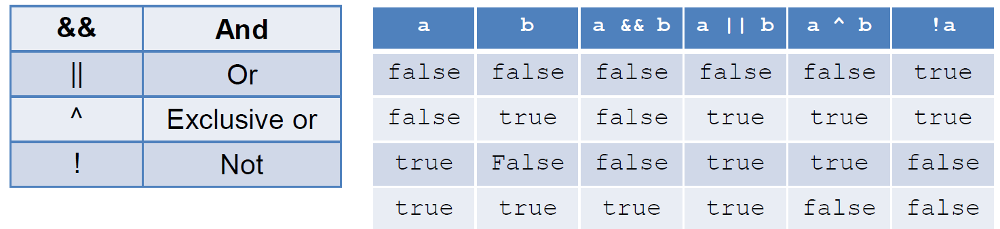 && And
|| Or
^ Exclusive or
! Not
a b a && b a || b a ^ b !a
false false false false false true
false true false true true true
true False false true true false
true true true true false false